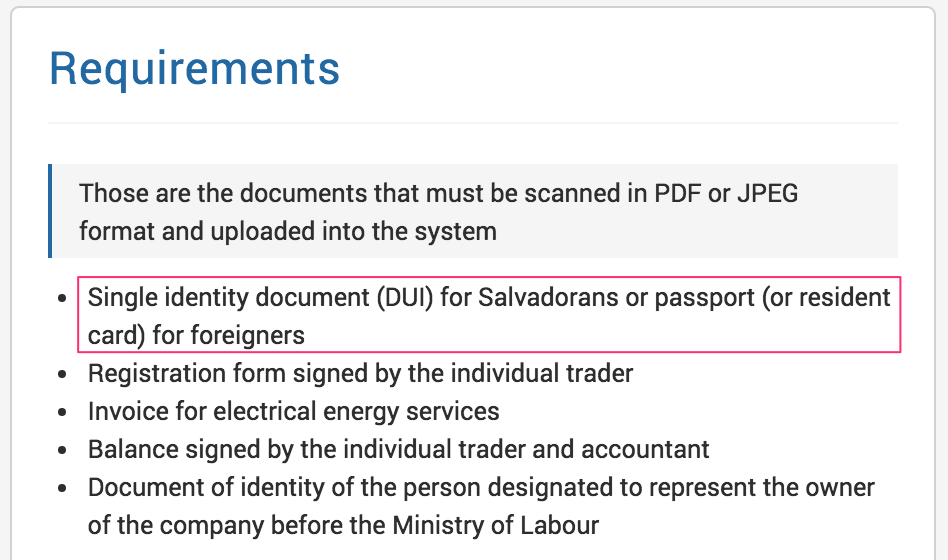 Requirements
Those are the documents that must be scanned in PDF or JPEG
format and uploaded into the system
• Single identity document (DUI) for Salvadorans or passport (or resident
card) for foreigners
• Registration form signed by the individual trader
• Invoice for electrical energy services
• Balance signed by the individual trader and accountant
• Document of identity of the person designated to represent the owner
of the company before the Ministry of Labour